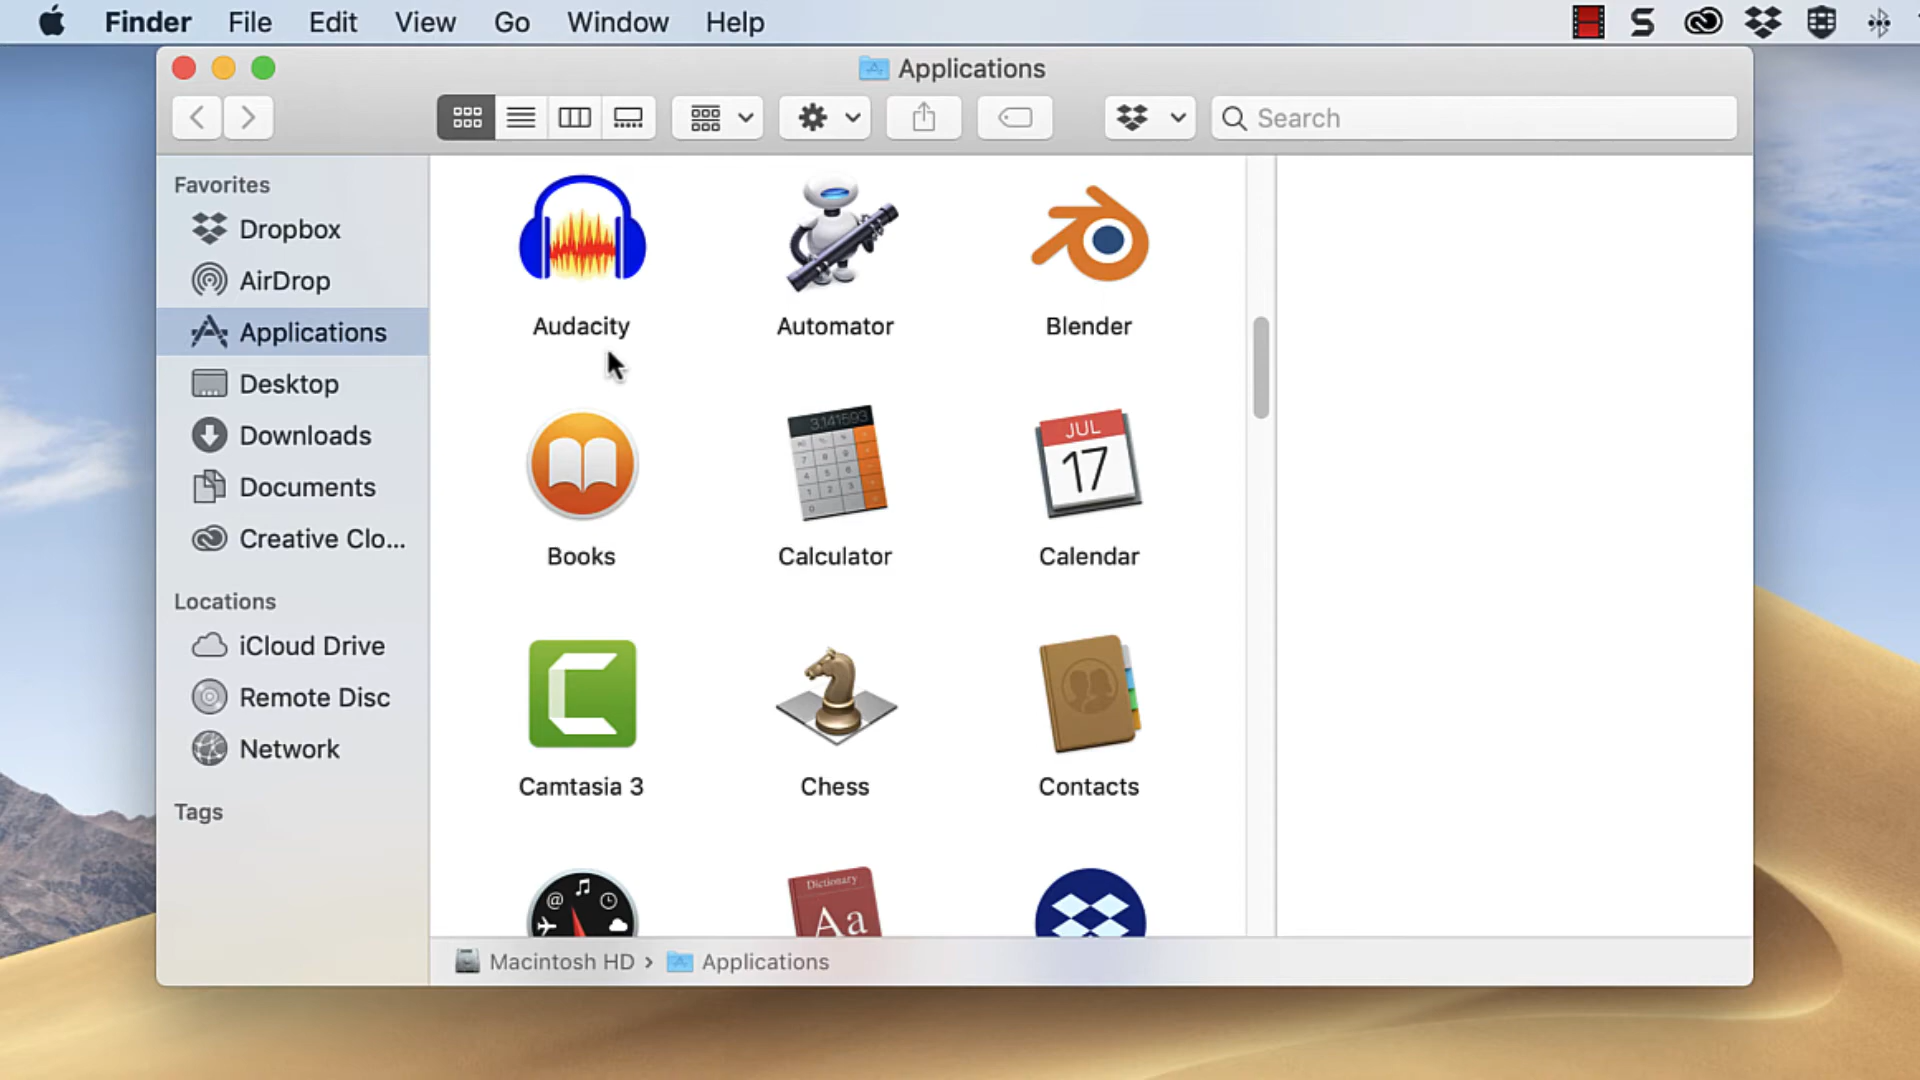 Finder File Edit View Go Window Help
Applications
Search
Favorites
Dropbox
AirDrop
Applications
Desktop
Downloads
Documents
Creative Clo...
Locations
iCloud Drive
Remote Disc
Network
Tags
Audacity Automator Blender
3.141593
JUL
17
Books Calculator Calendar
Camtasia 3 Chess Contacts
Dictionary
Aa
Macintosh HD › Applications